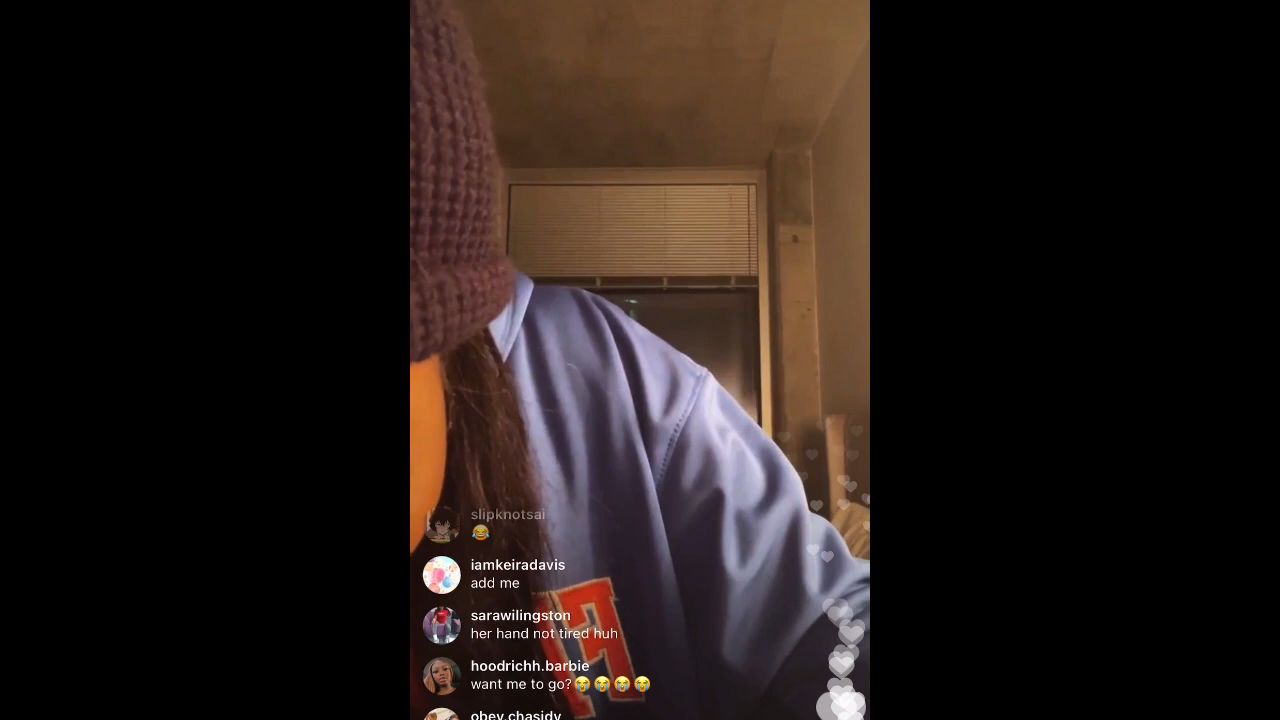 slipknotsai
😂
iamkeiradavis
add me
sarawilingston
her hand not tired huh
hoodrichh.barbie
want me to go?😭😭😭😭
obey.chasidy